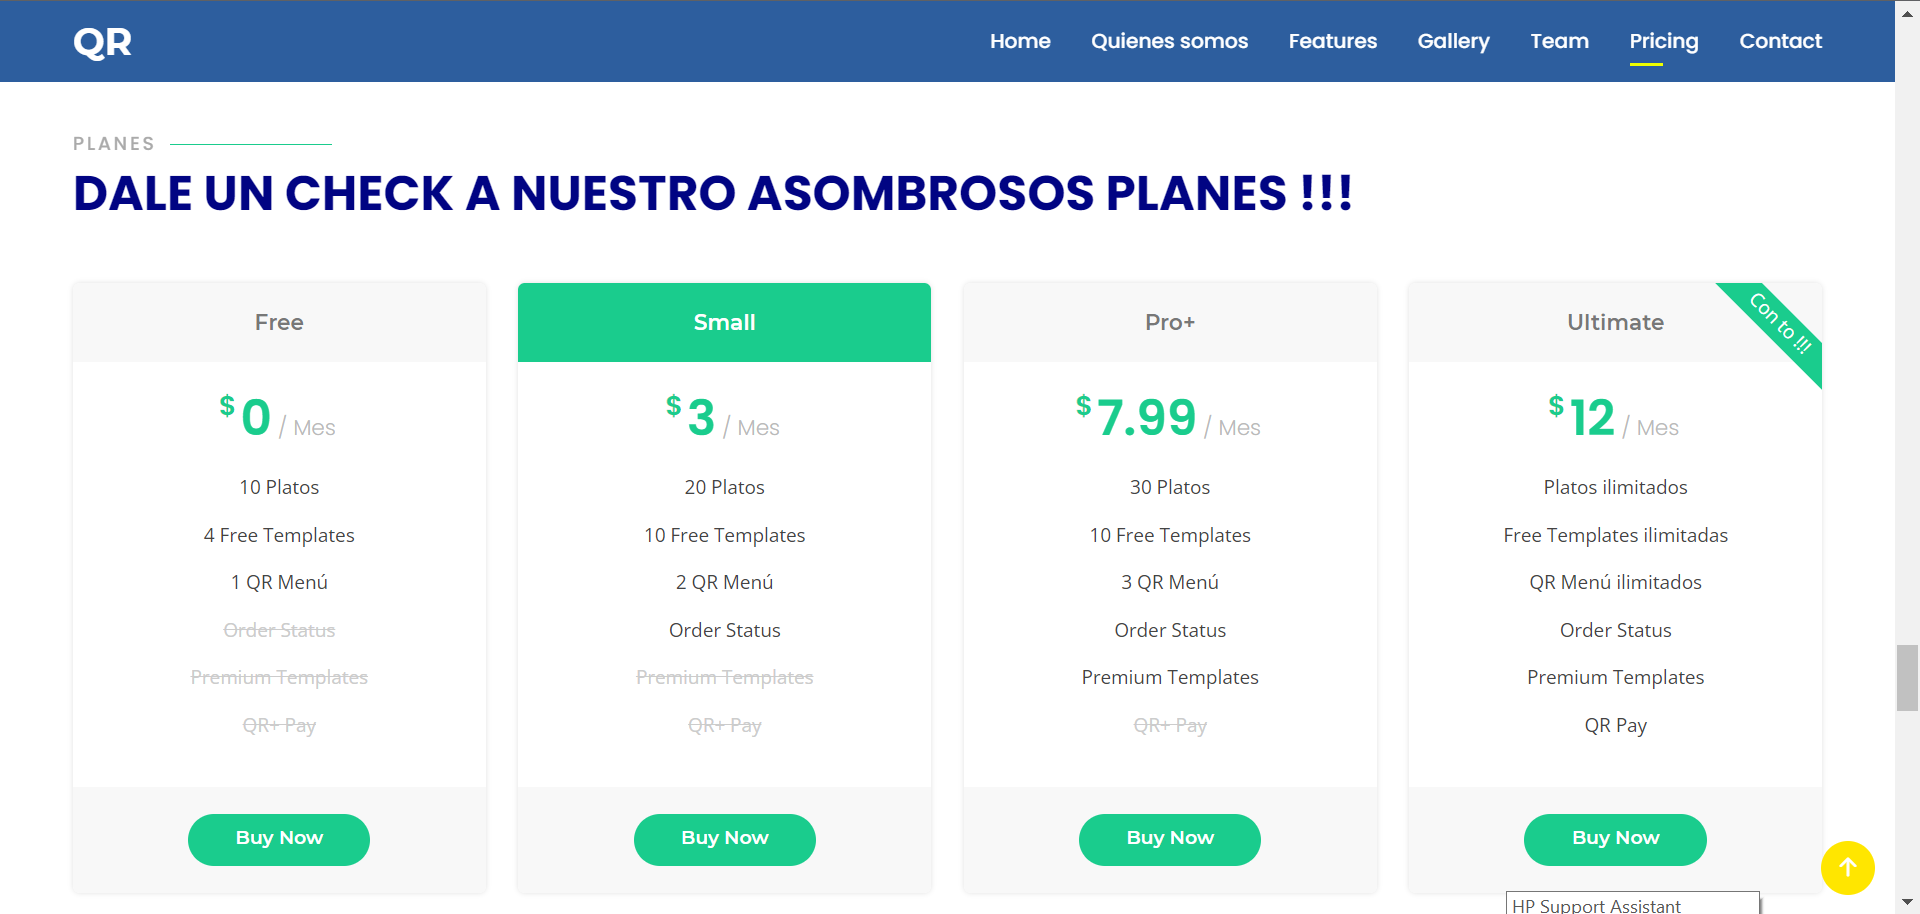 QR
Home Quienes somos Features Gallery Team Pricing Contact
PLANES
DALE UN CHECK A NUESTRO ASOMBROSOS PLANES !!!
Free
$0 / Mes
10 Platos
4 Free Templates
1 QR Menú
Order Status
Premium Templates
QR+ Pay
Buy Now
Small
$3 / Mes
20 Platos
10 Free Templates
2 QR Menú
Order Status
Premium Templates
QR+ Pay
Buy Now
Pro+
$7.99 / Mes
30 Platos
10 Free Templates
3 QR Menú
Order Status
Premium Templates
QR+ Pay
Buy Now
Ultimate
Con to !!!
$12 / Mes
Platos ilimitados
Free Templates ilimitadas
QR Menú ilimitados
Order Status
Premium Templates
QR Pay
Buy Now
HP Support Assistant